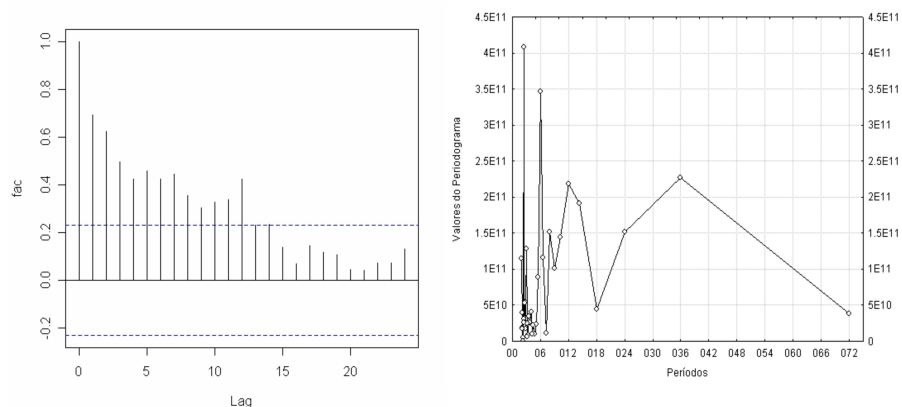 fac
1.0
0.8
0.6
0.4
0.2
0.0
-0.2
0 5 10 15 20
Lag
Valores do Periodograma
4.5E11 4.5E11
4E11 4E11
3.5E11 3.5E11
3E11 3E11
2.5E11 2.5E11
2E11 2E11
1.5E11 1.5E11
1E11 1E11
5E10 5E10
0 0
00 06 012 018 024 030 036 042 048 054 060 066 072
Períodos